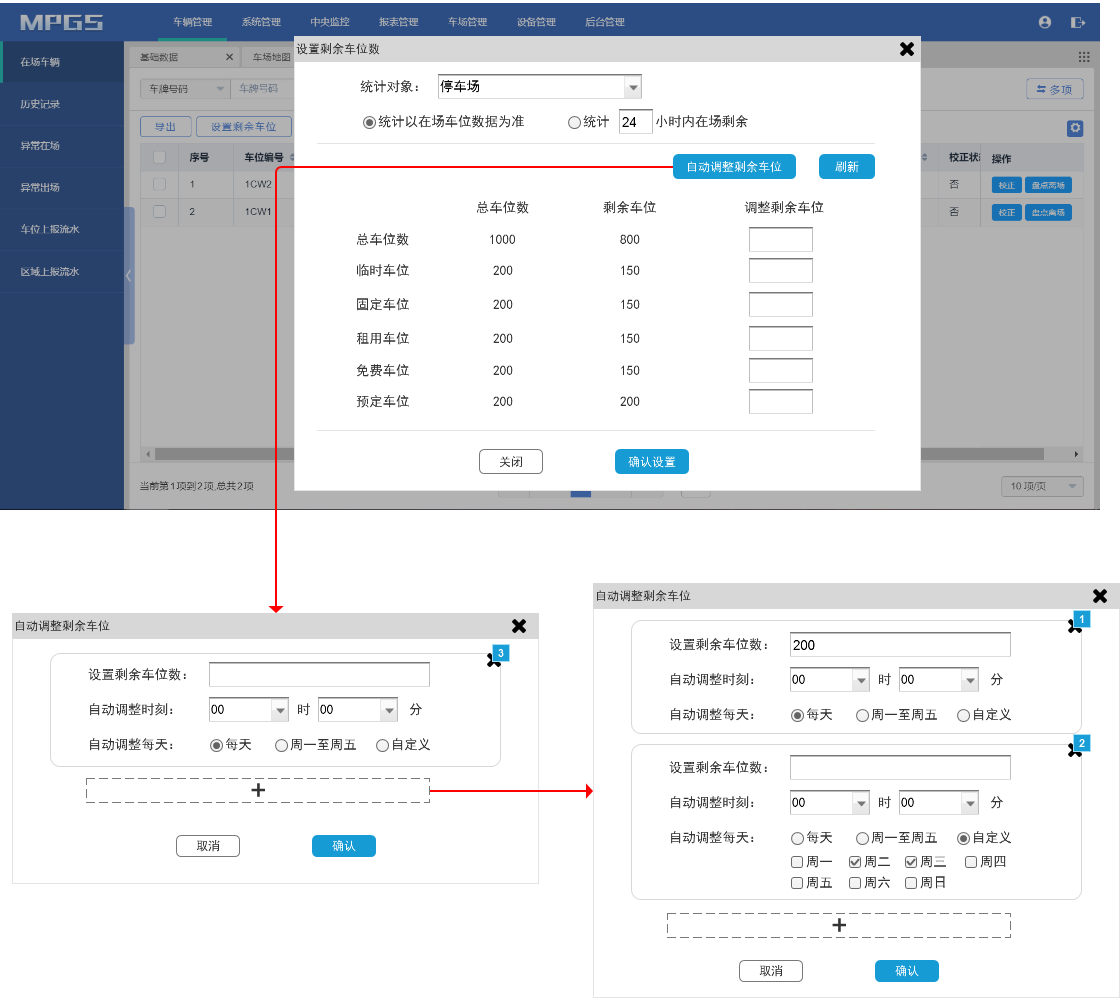 MPGS
车辆管理 系统管理 中央监控 报表管理 车场管理 设备管理 后台管理
在场车辆
历史记录
异常在场
异常出场
车位上报流水
区域上报流水
基础数据 车场地图
车牌号码 车牌号码 多项
导出 设置剩余车位
序号 车位编号 校正状 操作
1 1CW2 否 校正 盘点离场
2 1CW1 否 校正 盘点离场
当前第1项到2项,总共2项 10 项/页
设置剩余车位数
统计对象: 停车场
统计以在场车位数据为准 统计 24 小时内在场剩余
自动调整剩余车位 刷新
总车位数 剩余车位 调整剩余车位
总车位数 1000 800
临时车位 200 150
固定车位 200 150
租用车位 200 150
免费车位 200 150
预定车位 200 200
关闭 确认设置
自动调整剩余车位
3
设置剩余车位数:
自动调整时刻: 00 时 00 分
自动调整每天: 每天 周一至周五 自定义
+
取消 确认
自动调整剩余车位
1
设置剩余车位数: 200
自动调整时刻: 00 时 00 分
自动调整每天: 每天 周一至周五 自定义
2
设置剩余车位数:
自动调整时刻: 00 时 00 分
自动调整每天: 每天 周一至周五 自定义
周一 周二 周三 周四
周五 周六 周日
+
取消 确认